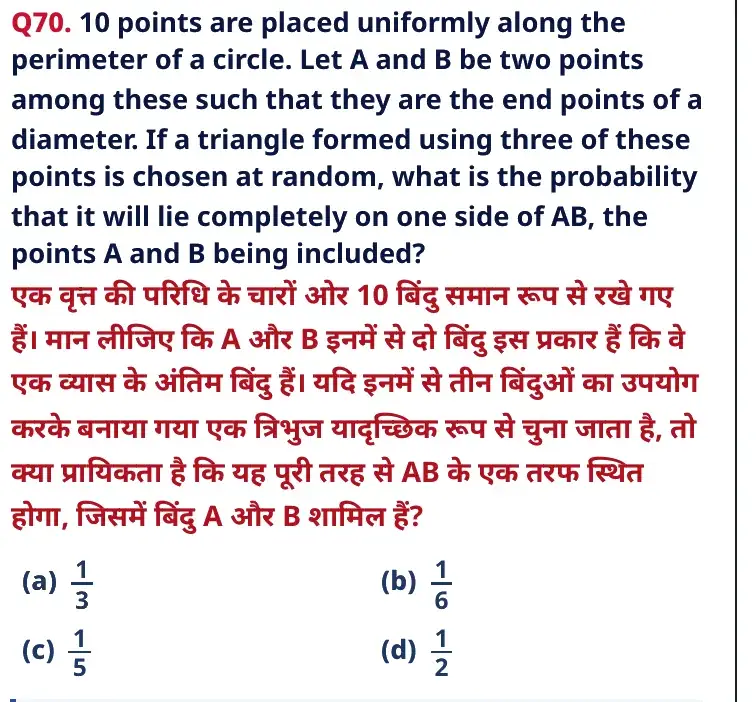 Q70. 10 points are placed uniformly along the
perimeter of a circle. Let A and B be two points
among these such that they are the end points of a
diameter. If a triangle formed using three of these
points is chosen at random, what is the probability
that it will lie completely on one side of AB, the
points A and B being included?
एक वृत्त की परिधि के चारों ओर 10 बिंदु समान रूप से रखे गए
हैं। मान लीजिए कि A और B इनमें से दो बिंदु इस प्रकार हैं कि वे
एक व्यास के अंतिम बिंदु हैं। यदि इनमें से तीन बिंदुओं का उपयोग
करके बनाया गया एक त्रिभुज यादृच्छिक रूप से चुना जाता है, तो
क्या प्रायिकता है कि यह पूरी तरह से AB के एक तरफ स्थित
होगा, जिसमें बिंदु A और B शामिल हैं?
(a) 1/3 (b) 1/6
(c) 1/5 (d) 1/2